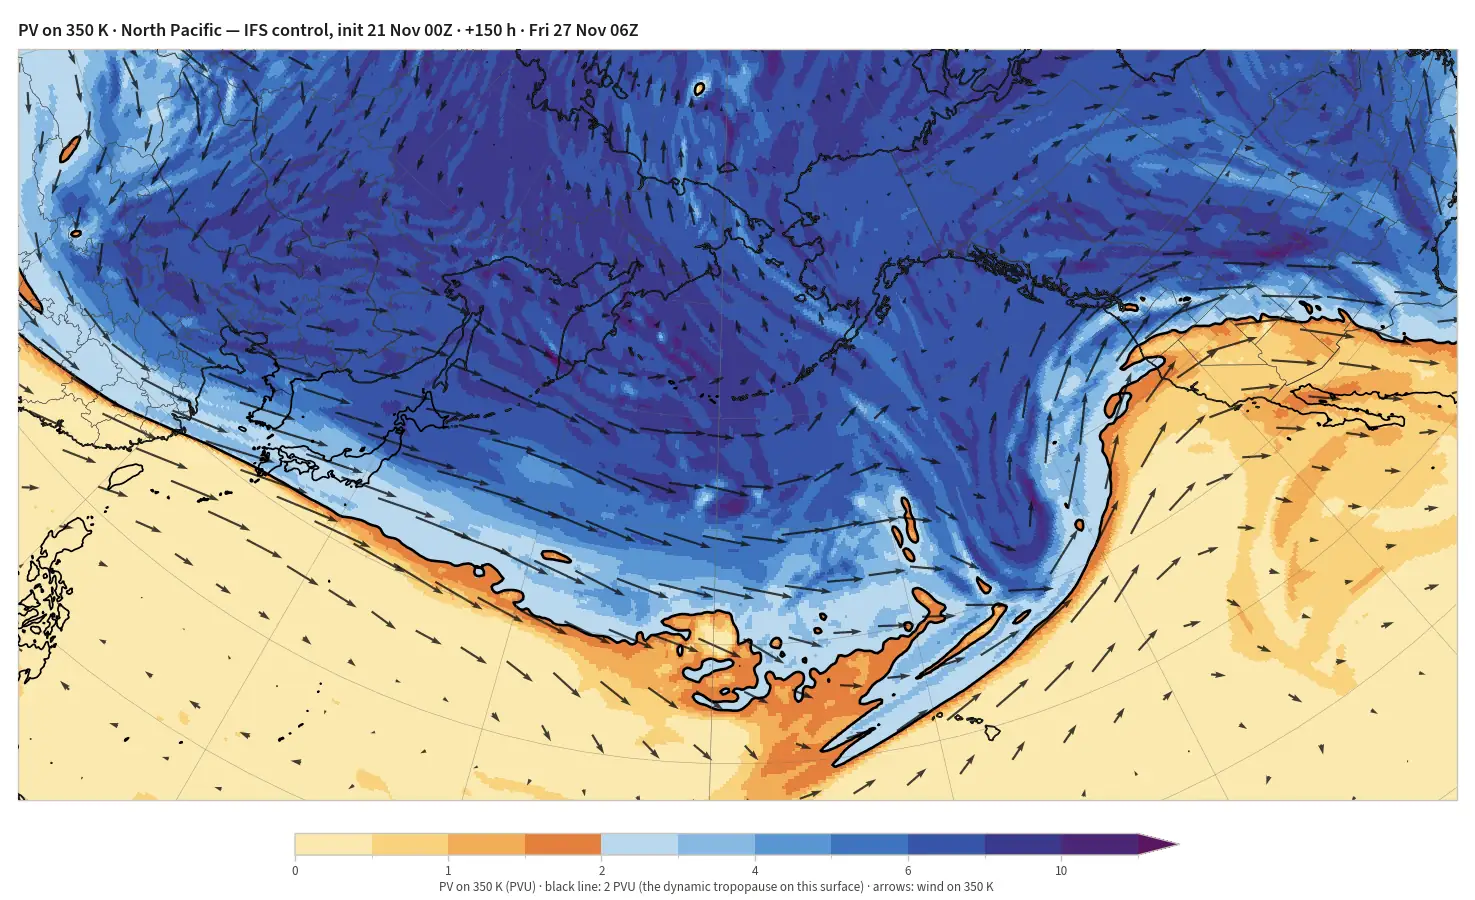 PV on 350 K · North Pacific — IFS control, init 21 Nov 00Z · +150 h · Fri 27 Nov 06Z
0 1 2 4 6 10
PV on 350 K (PVU) · black line: 2 PVU (the dynamic tropopause on this surface) · arrows: wind on 350 K